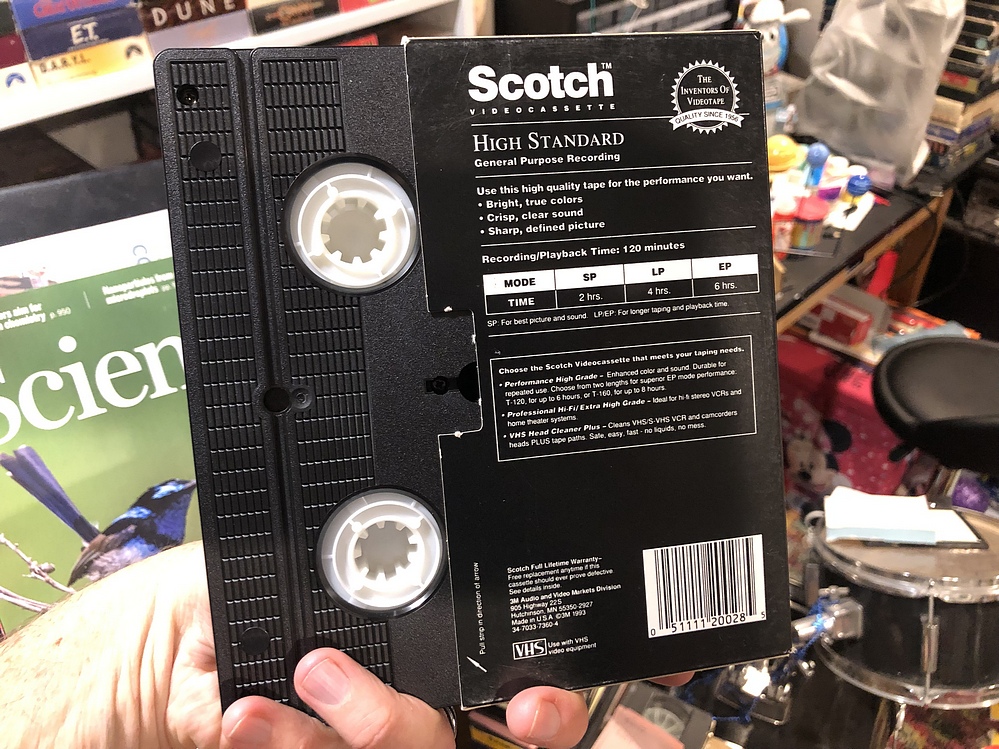 E.T.
DUNE
Scien
p. 950
Scotch™
VIDEOCASSETTE
THE
INVENTORS OF
VIDEOTAPE
QUALITY SINCE 1956
HIGH STANDARD
General Purpose Recording
Use this high quality tape for the performance you want.
• Bright, true colors
• Crisp, clear sound
• Sharp, defined picture
Recording/Playback Time: 120 minutes
MODE SP LP EP
TIME 2 hrs. 4 hrs. 6 hrs.
SP: For best picture and sound. LP/EP: For longer taping and playback time.
Choose the Scotch Videocassette that meets your taping needs.
• Performance High Grade – Enhanced color and sound. Durable for
repeated use. Choose from two lengths for superior EP mode performance:
T-120, for up to 6 hours, or T-160, for up to 8 hours.
• Professional Hi-Fi/Extra High Grade – Ideal for hi-fi stereo VCRs and
home theater systems.
• VHS Head Cleaner Plus – Cleans VHS/S-VHS VCR and camcorders
heads PLUS tape paths. Safe, easy, fast - no liquids, no mess.
Pull strip in direction of arrow
Scotch Full Lifetime Warranty–
Free replacement anytime if this
cassette should ever prove defective.
See details inside.
3M Audio and Video Markets Division
905 Highway 22S
Hutchinson, MN 55350-2927
Made in U.S.A. ©3M 1993
34-7033-7360-4
VHS Use with VHS
video equipment
0 51111 20028 5